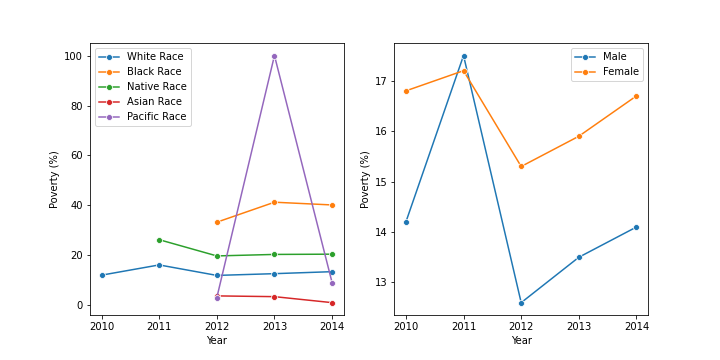 White Race
Black Race
Native Race
Asian Race
Pacific Race
100
80
60
40
20
0
Poverty (%)
2010 2011 2012 2013 2014
Year
Male
Female
17
16
15
14
13
Poverty (%)
2010 2011 2012 2013 2014
Year